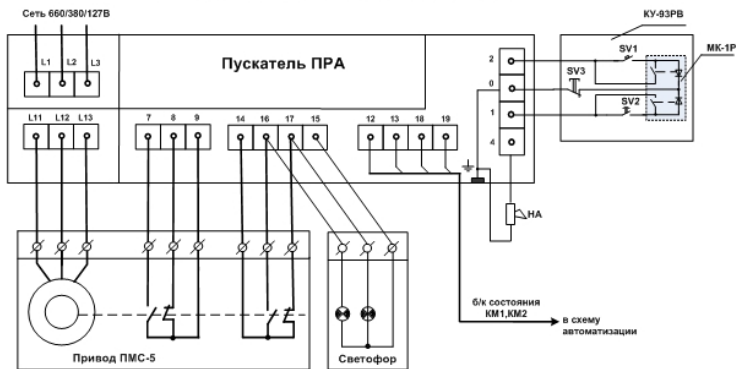 Сеть 660/380/127В
КУ-93РВ
L1 L2 L3
Пускатель ПРА
2
SV1
МК-1Р
0
SV3
L11 L12 L13
7 8 9
14 16 17 15
12 13 18 19
1
SV2
4
НА
б/к состояния
КМ1,КМ2
в схему
автоматизации
Привод ПМС-5
Светофор